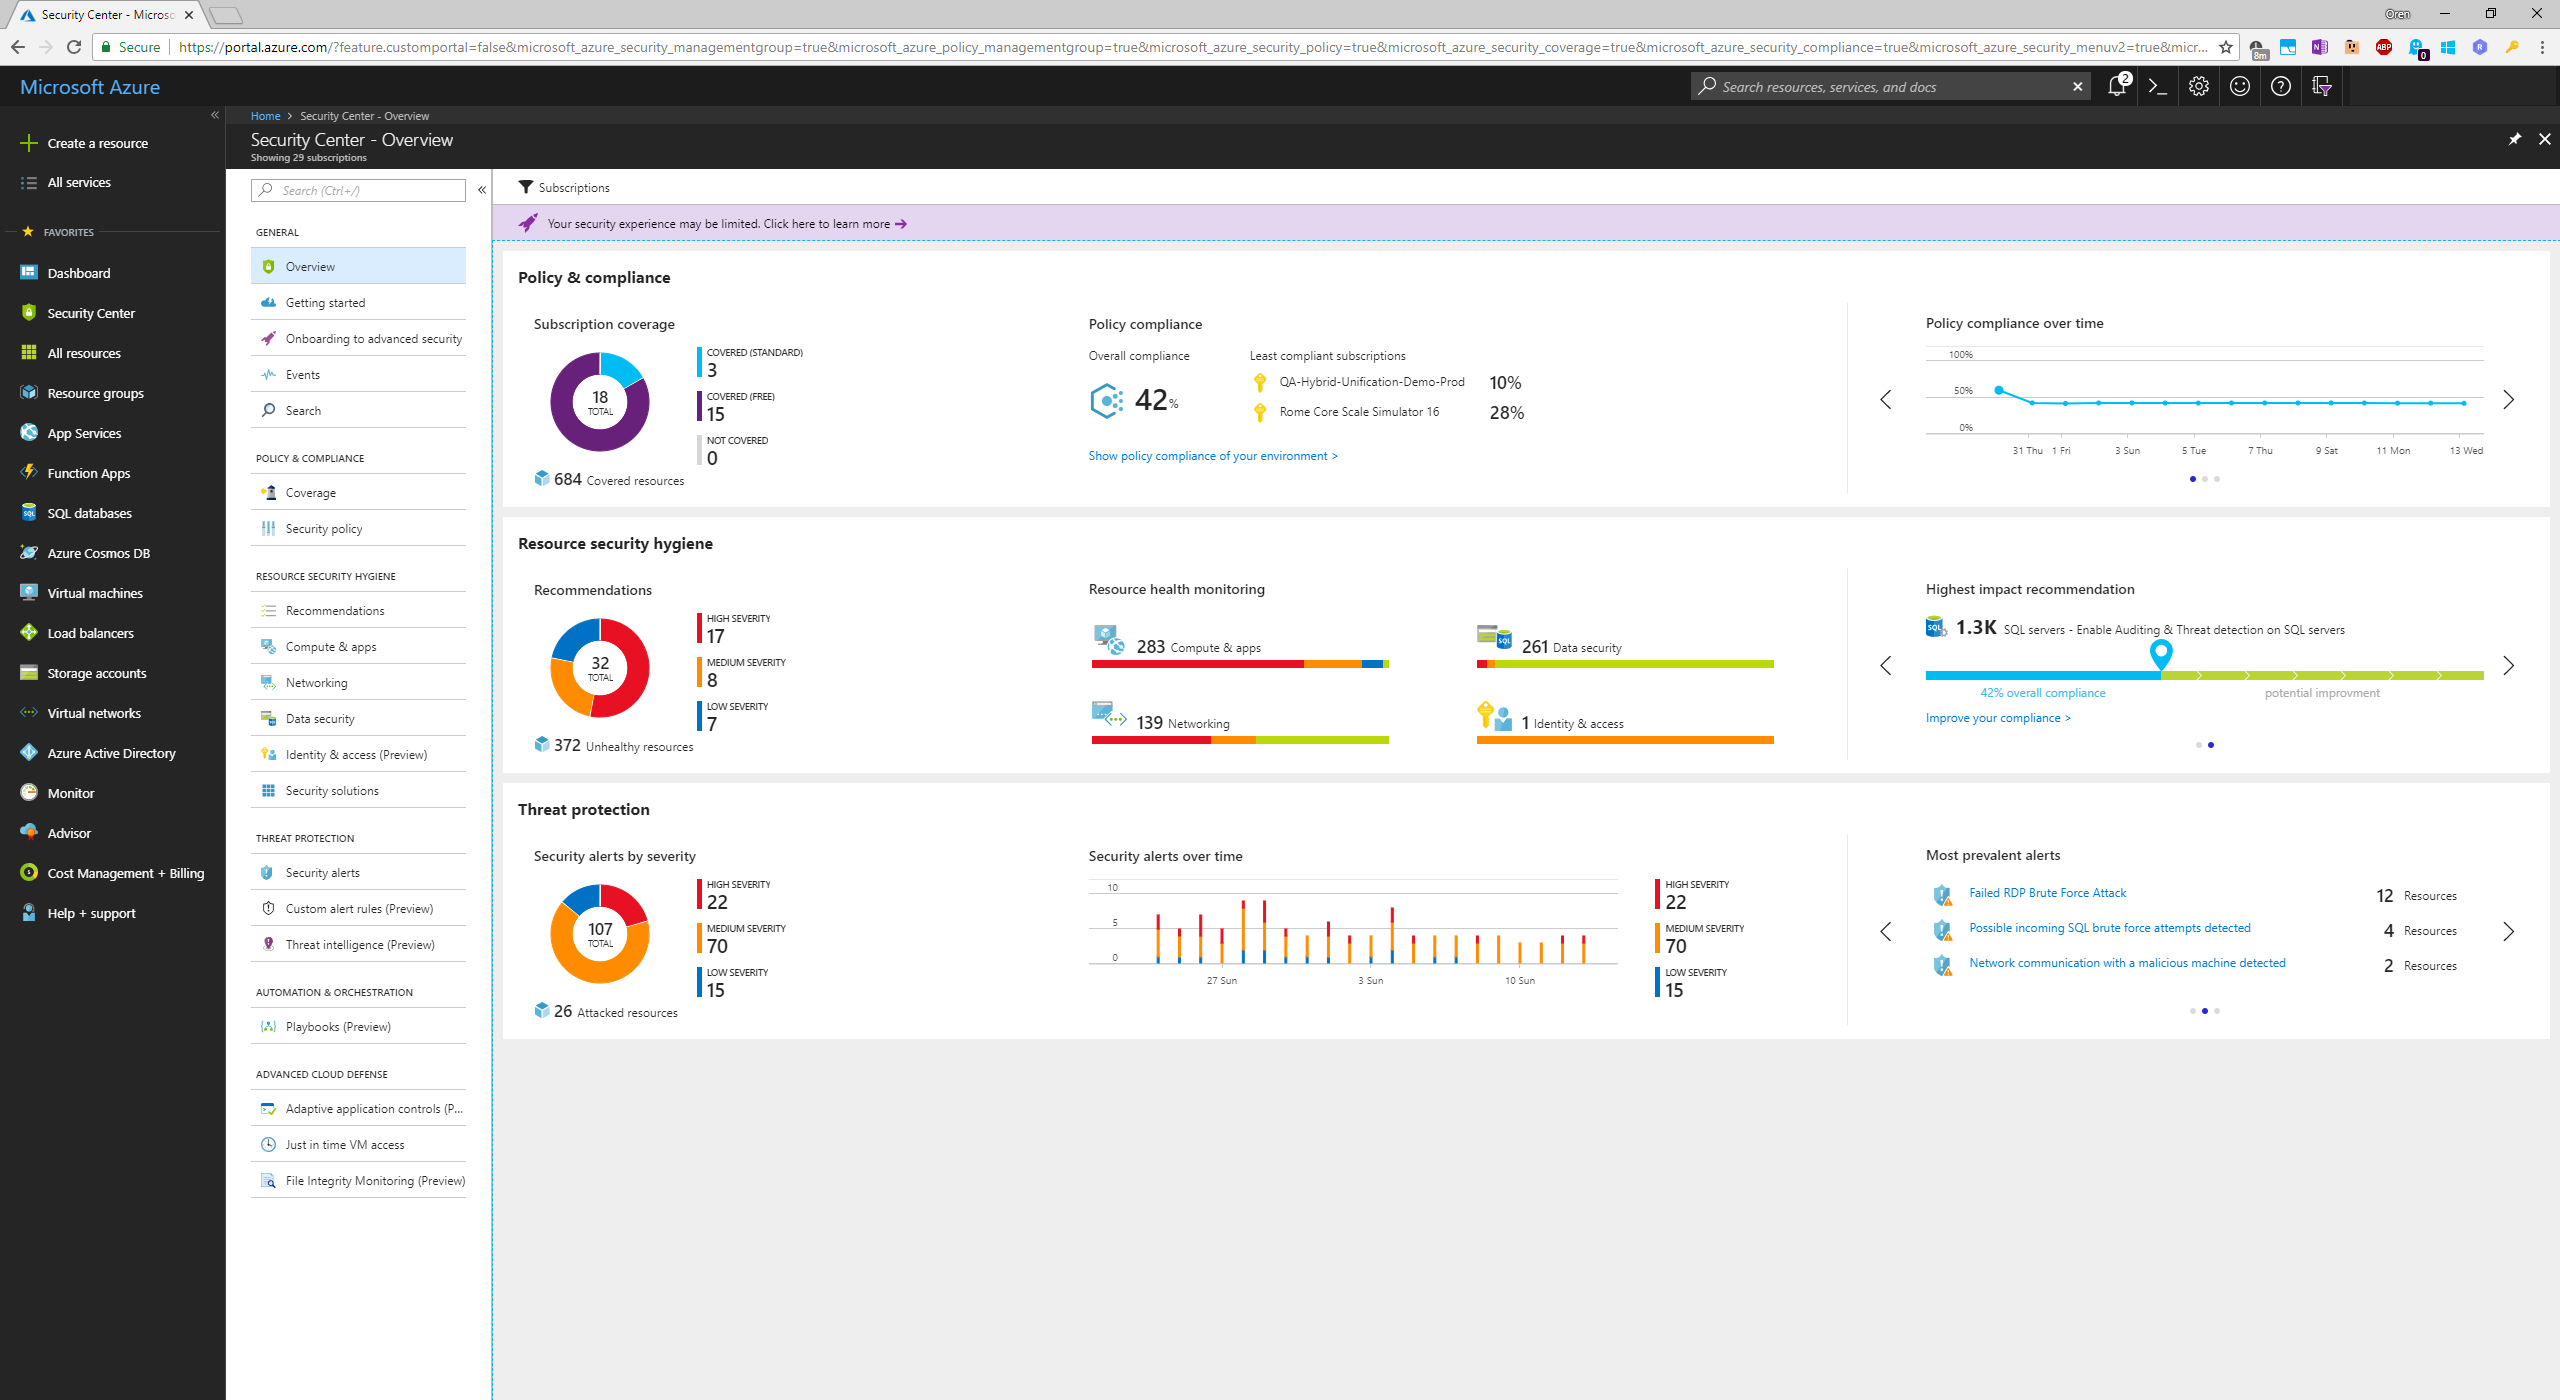 Security Center - Microso
Oren
Secure
https://portal.azure.com/?feature.customportal=false&microsoft_azure_security_managementgroup=true&microsoft_azure_policy_managementgroup=true&microsoft_azure_security_policy=true&microsoft_azure_security_coverage=true&microsoft_azure_security_compliance=true&microsoft_azure_security_menuv2=true&micr...
8m
ABP
0
Microsoft Azure
Search resources, services, and docs
2
Create a resource
All services
FAVORITES
Dashboard
Security Center
All resources
Resource groups
App Services
Function Apps
SQL databases
Azure Cosmos DB
Virtual machines
Load balancers
Storage accounts
Virtual networks
Azure Active Directory
Monitor
Advisor
Cost Management + Billing
Help + support
Home > Security Center - Overview
Security Center - Overview
Showing 29 subscriptions
Search (Ctrl+/)
GENERAL
Overview
Getting started
Onboarding to advanced security
Events
Search
POLICY & COMPLIANCE
Coverage
Security policy
RESOURCE SECURITY HYGIENE
Recommendations
Compute & apps
Networking
Data security
Identity & access (Preview)
Security solutions
THREAT PROTECTION
Security alerts
Custom alert rules (Preview)
Threat intelligence (Preview)
AUTOMATION & ORCHESTRATION
Playbooks (Preview)
ADVANCED CLOUD DEFENSE
Adaptive application controls (P...
Just in time VM access
File Integrity Monitoring (Preview)
Subscriptions
Your security experience may be limited. Click here to learn more
Policy & compliance
Subscription coverage
18
TOTAL
COVERED (STANDARD)
3
COVERED (FREE)
15
NOT COVERED
0
684 Covered resources
Policy compliance
Overall compliance
42%
Least compliant subscriptions
QA-Hybrid-Unification-Demo-Prod 10%
Rome Core Scale Simulator 16 28%
Show policy compliance of your environment >
Policy compliance over time
100%
50%
0%
31 Thu 1 Fri 3 Sun 5 Tue 7 Thu 9 Sat 11 Mon 13 Wed
Resource security hygiene
Recommendations
32
TOTAL
HIGH SEVERITY
17
MEDIUM SEVERITY
8
LOW SEVERITY
7
372 Unhealthy resources
Resource health monitoring
283 Compute & apps
SQL
261 Data security
139 Networking
1 Identity & access
Highest impact recommendation
SQL
1.3K SQL servers - Enable Auditing & Threat detection on SQL servers
42% overall compliance
potential improvment
Improve your compliance >
Threat protection
Security alerts by severity
107
TOTAL
HIGH SEVERITY
22
MEDIUM SEVERITY
70
LOW SEVERITY
15
26 Attacked resources
Security alerts over time
10
5
0
27 Sun 3 Sun 10 Sun
HIGH SEVERITY
22
MEDIUM SEVERITY
70
LOW SEVERITY
15
Most prevalent alerts
Failed RDP Brute Force Attack 12 Resources
Possible incoming SQL brute force attempts detected 4 Resources
Network communication with a malicious machine detected 2 Resources